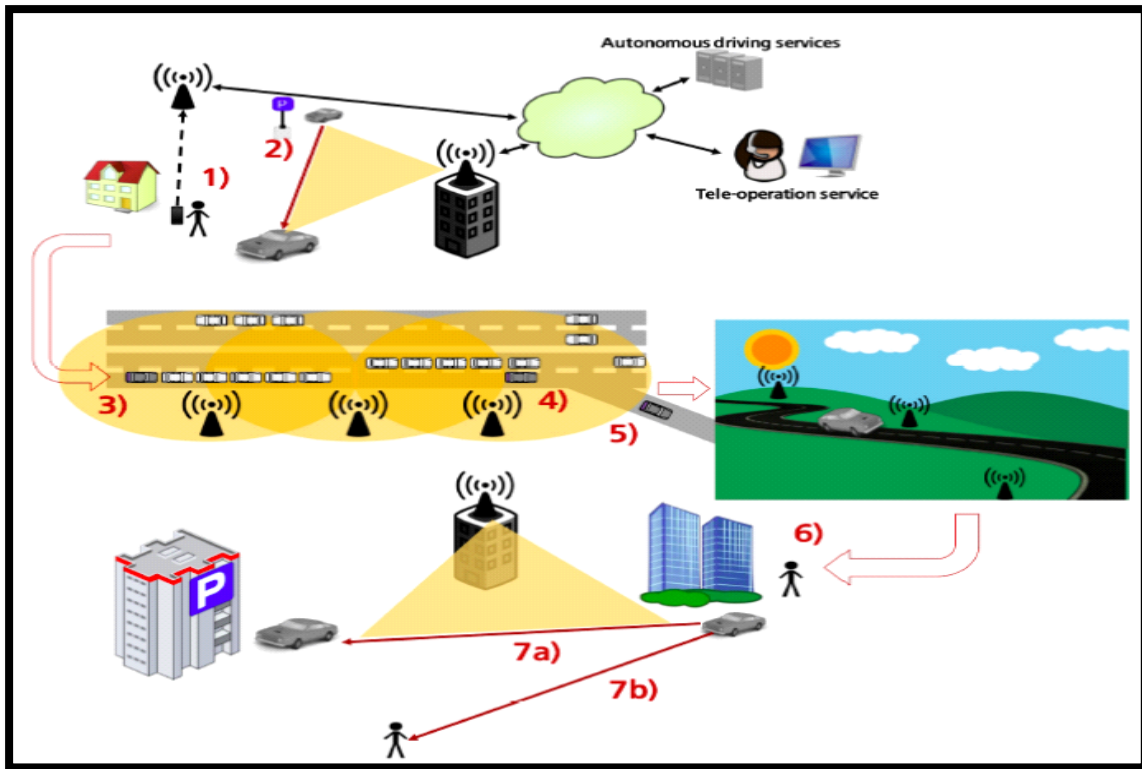 Autonomous driving services
P
1)
2)
Tele-operation service
3)
4)
5)
6)
P
7a)
7b)